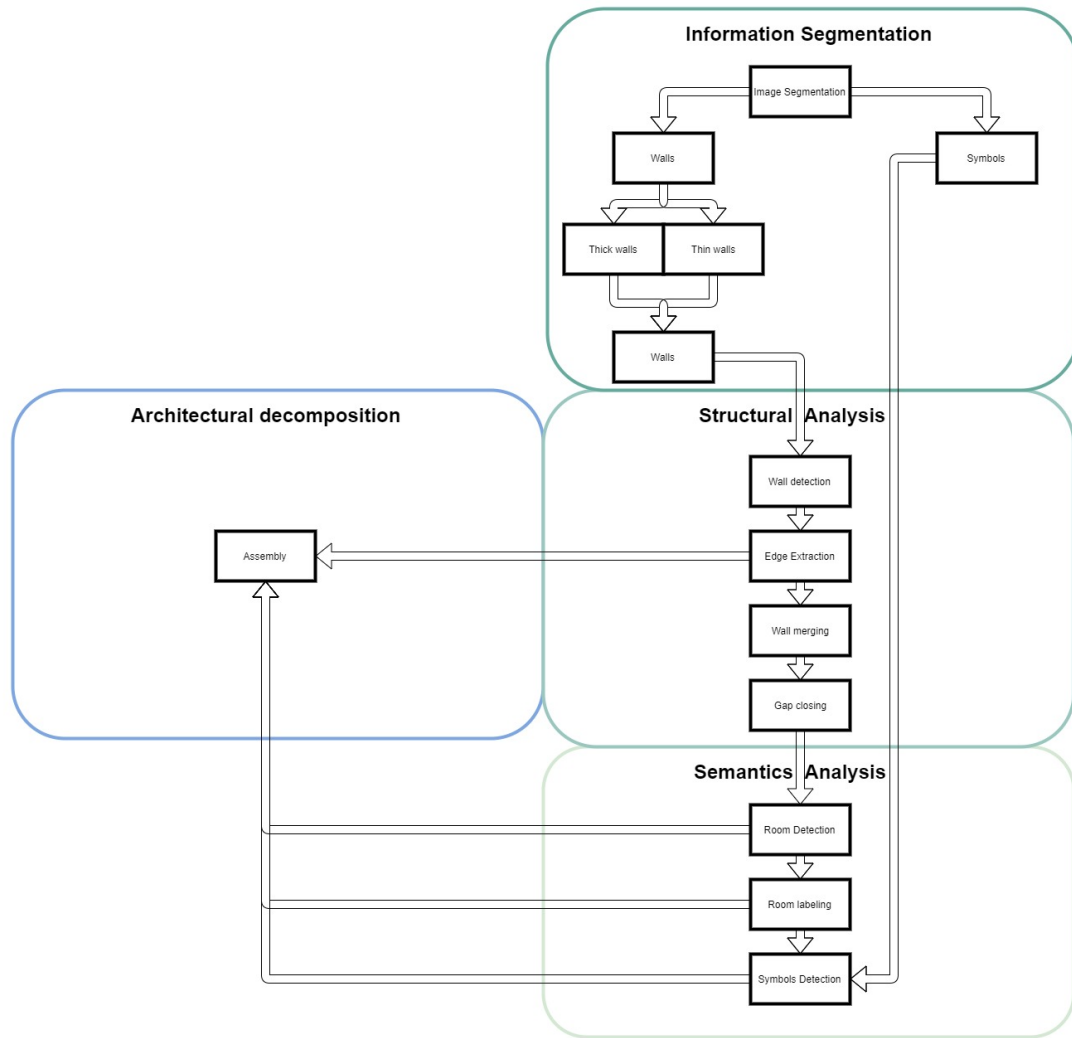 Information Segmentation
Image Segmentation
Walls
Symbols
Thick walls
Thin walls
Walls
Architectural decomposition
Structural Analysis
Wall detection
Assembly
Edge Extraction
Wall merging
Gap closing
Semantics Analysis
Room Detection
Room labeling
Symbols Detection